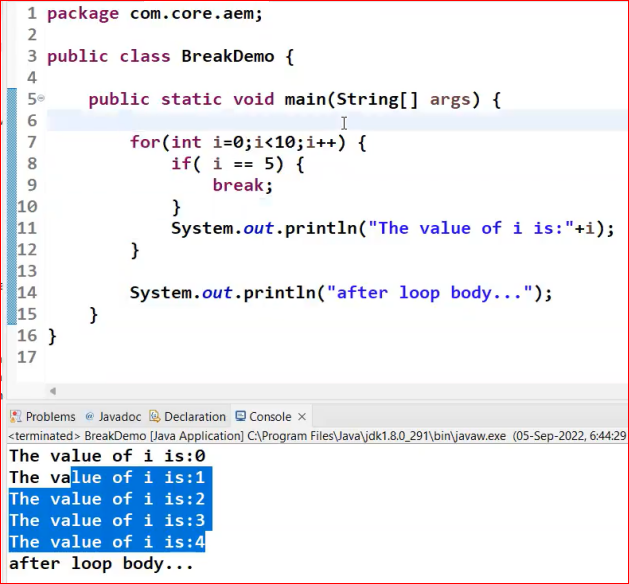 1 package com.core.aem;
2
3 public class BreakDemo {
4
5 public static void main(String[] args) {
6
7 for(int i=0;i<10;i++) {
8 if( i == 5) {
9 break;
10 }
11 System.out.println("The value of i is:"+i);
12 }
13
14 System.out.println("after loop body...");
15 }
16 }
17
Problems @ Javadoc Declaration Console
<terminated> BreakDemo [Java Application] C:\Program Files\Java\jdk1.8.0_291\bin\javaw.exe (05-Sep-2022, 6:44:29
The value of i is:0
The value of i is:1
The value of i is:2
The value of i is:3
The value of i is:4
after loop body...